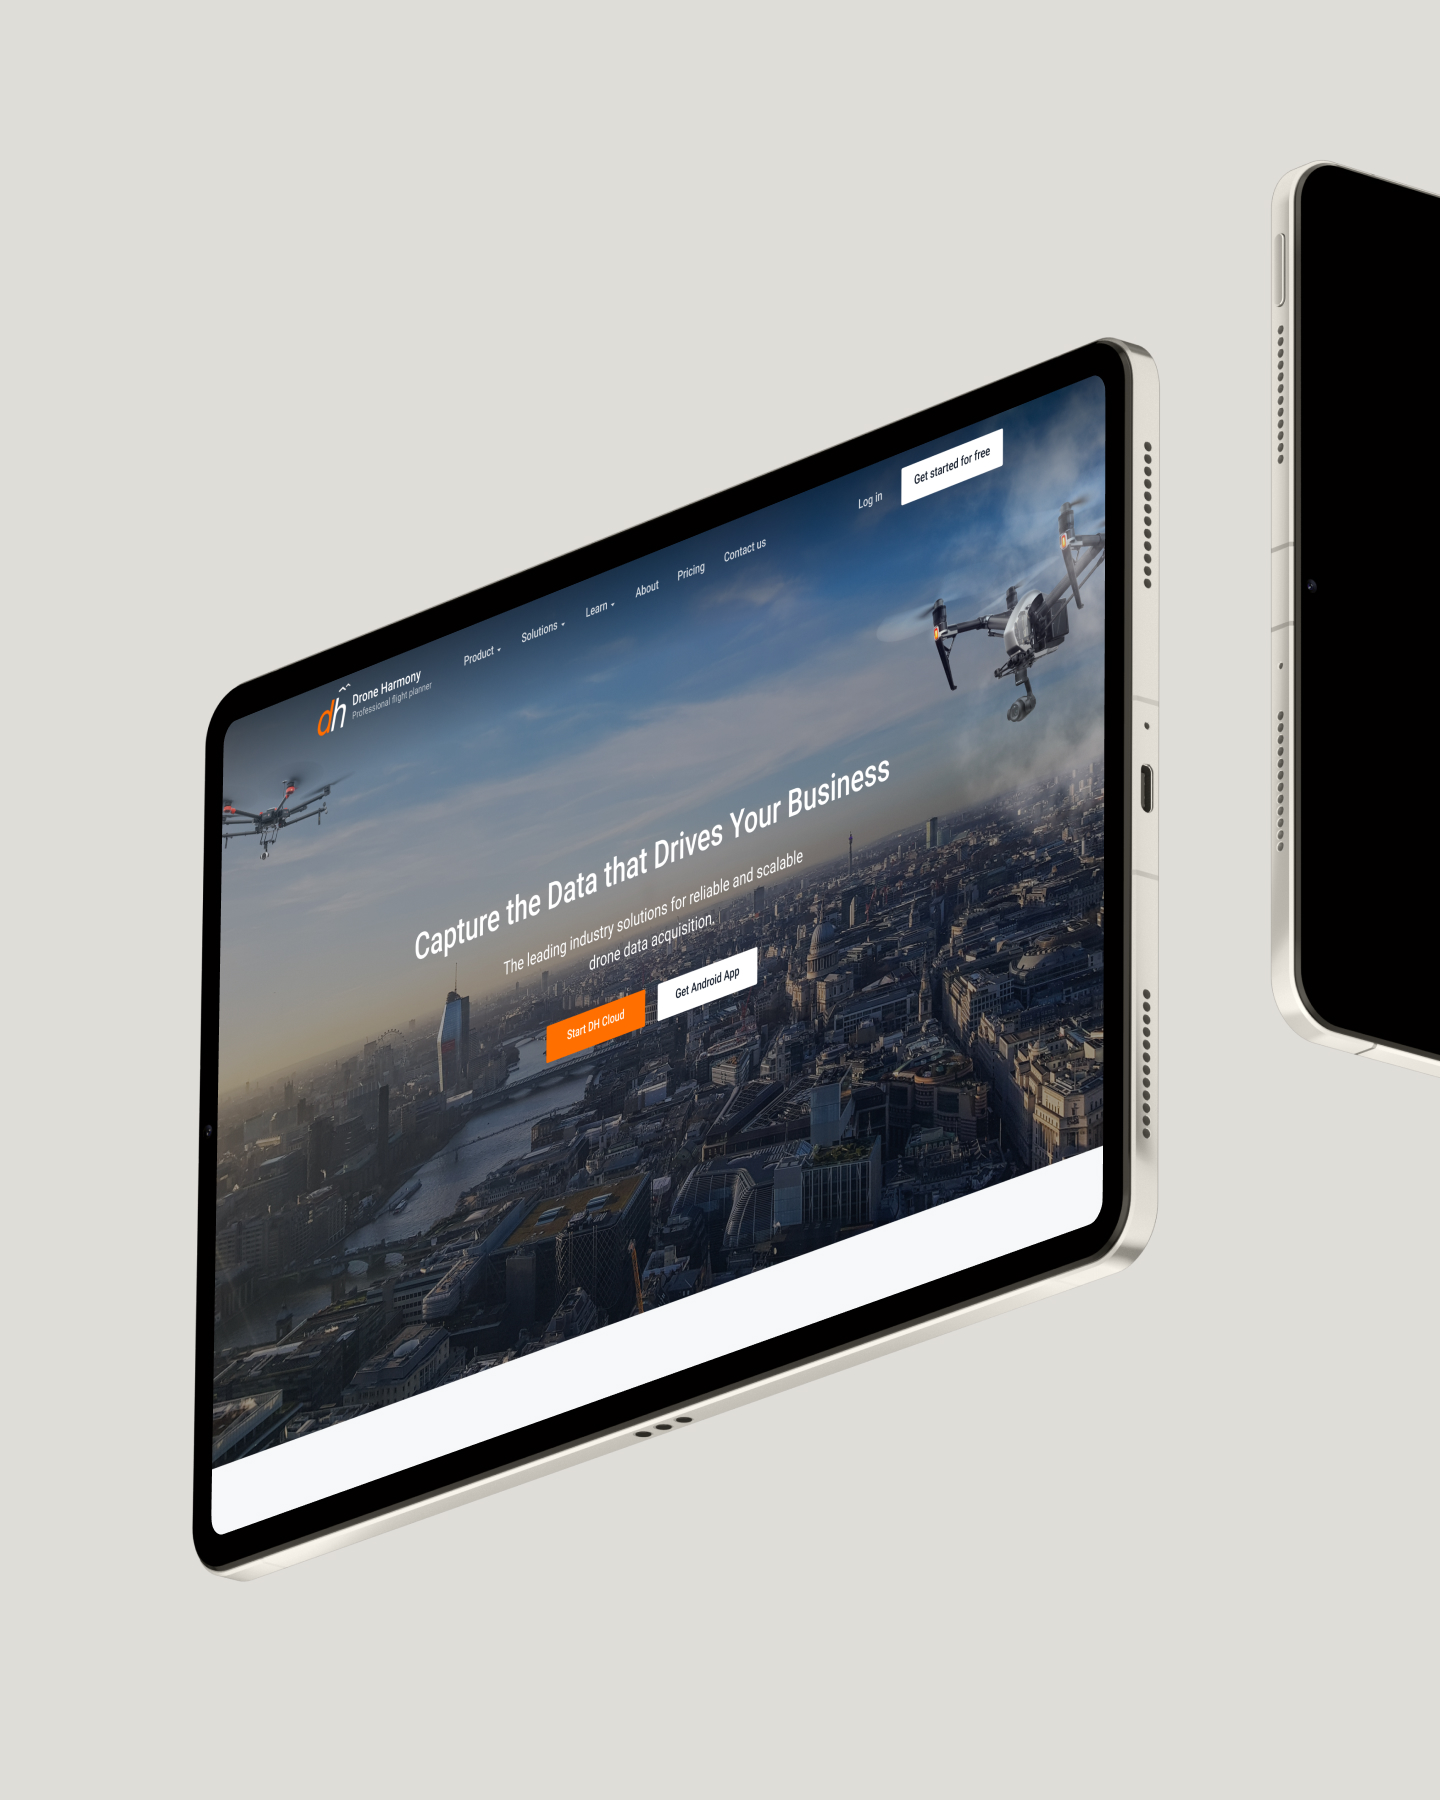 dh
Drone Harmony
Professional flight planner
Product
Solutions
Learn
About
Pricing
Contact us
Log in
Get started for free
Capture the Data that Drives Your Business
The leading industry solutions for reliable and scalable
drone data acquisition.
Start DH Cloud
Get Android App